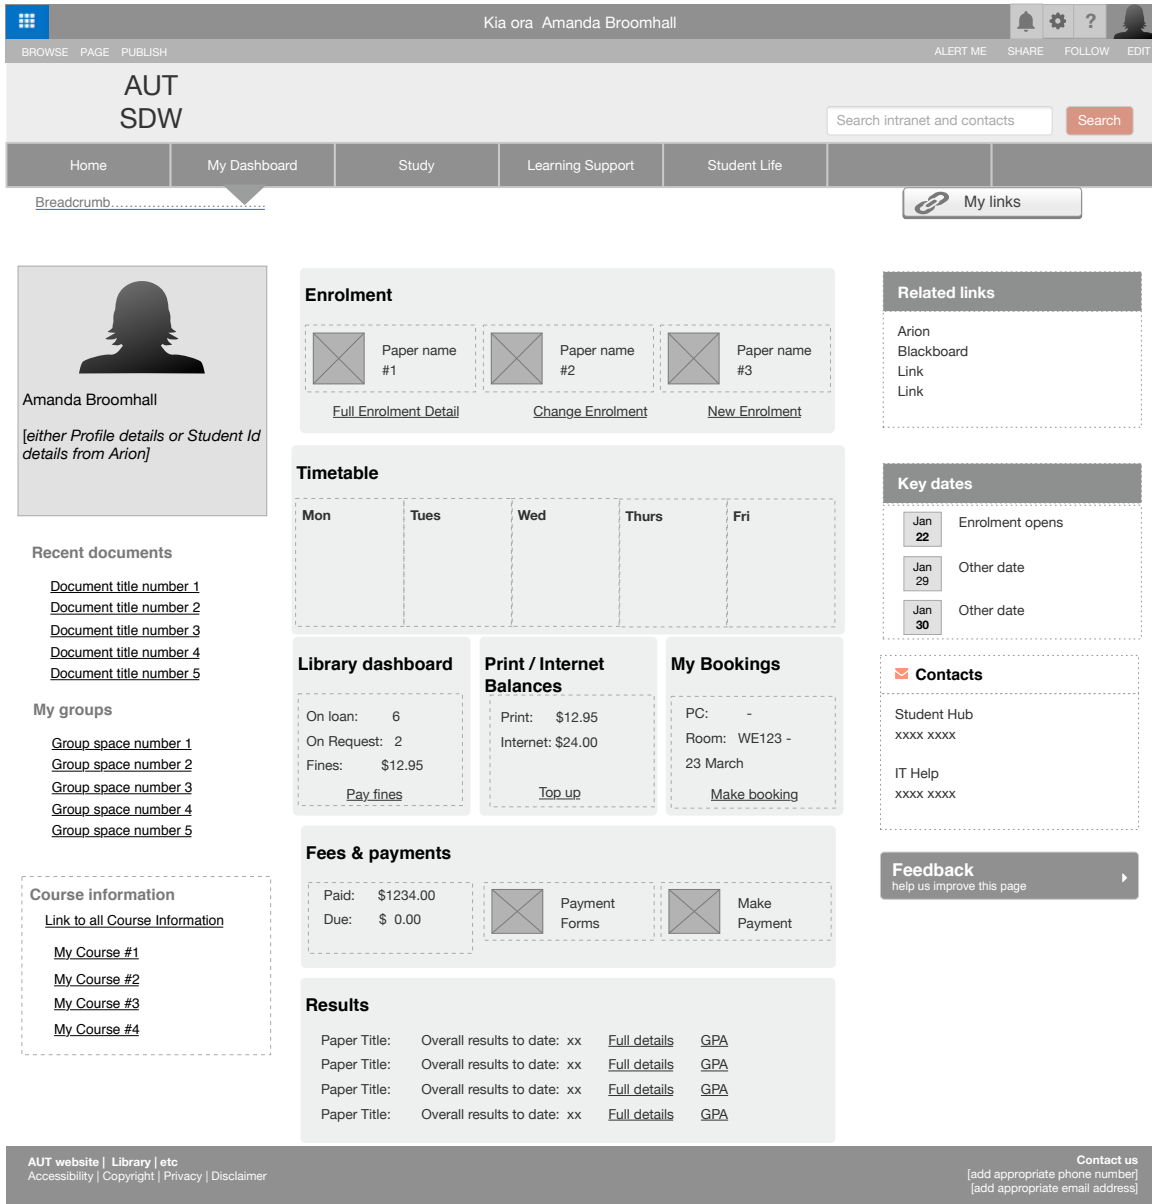 Kia ora  Amanda Broomhall
?
BROWSE PAGE PUBLISH
ALERT ME SHARE FOLLOW EDIT
AUT
SDW
Search intranet and contacts
Search
Home
My Dashboard
Study
Learning Support
Student Life
Breadcrumb....................................
My links
Amanda Broomhall
[either Profile details or Student Id
details from Arion]
Recent documents
Document title number 1
Document title number 2
Document title number 3
Document title number 4
Document title number 5
My groups
Group space number 1
Group space number 2
Group space number 3
Group space number 4
Group space number 5
Course information
Link to all Course Information
My Course #1
My Course #2
My Course #3
My Course #4
Enrolment
Paper name
#1
Paper name
#2
Paper name
#3
Full Enrolment Detail
Change Enrolment
New Enrolment
Timetable
Mon
Tues
Wed
Thurs
Fri
Library dashboard
On loan: 6
On Request: 2
Fines: $12.95
Pay fines
Print / Internet
Balances
Print: $12.95
Internet: $24.00
Top up
My Bookings
PC: -
Room: WE123 -
23 March
Make booking
Fees & payments
Paid: $1234.00
Due: $ 0.00
Payment
Forms
Make
Payment
Results
Paper Title: Overall results to date: xx Full details GPA
Paper Title: Overall results to date: xx Full details GPA
Paper Title: Overall results to date: xx Full details GPA
Paper Title: Overall results to date: xx Full details GPA
Related links
Arion
Blackboard
Link
Link
Key dates
Jan
22
Enrolment opens
Jan
29
Other date
Jan
30
Other date
Contacts
Student Hub
xxxx xxxx
IT Help
xxxx xxxx
Feedback
help us improve this page
AUT website | Library | etc
Accessibility | Copyright | Privacy | Disclaimer
Contact us
[add appropriate phone number]
[add appropriate email address]